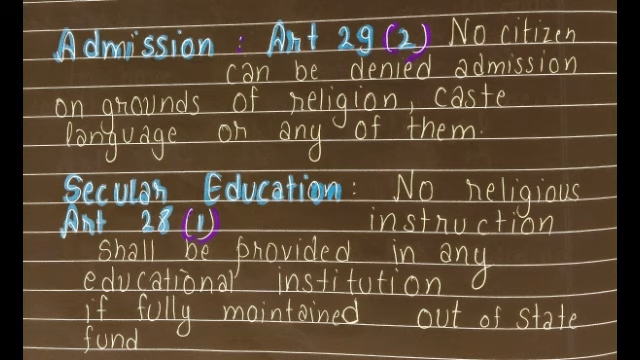 Admission : Art 29 (2) No citizen
can be denied admission
on grounds of religion, caste
language or any of them.
Secular Education : No religious
Art 28 (1) instruction
shall be provided in any
educational institution
if fully maintained out of state
fund